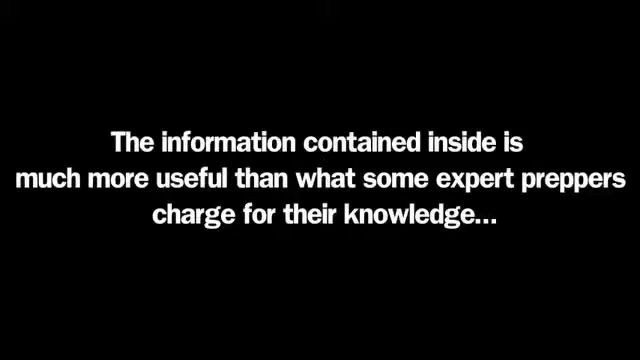 The information contained inside is
much more useful than what some expert preppers
charge for their knowledge...